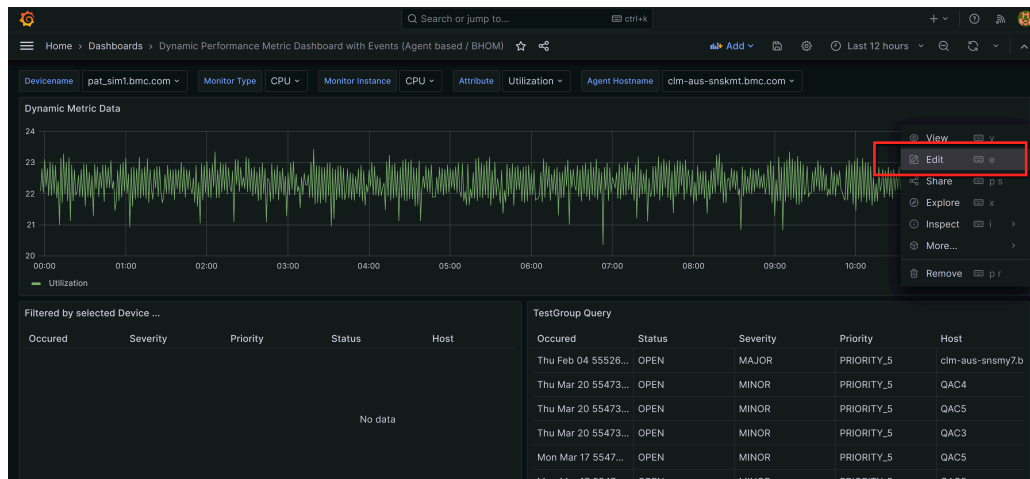 Search or jump to... ctrl+k
Home › Dashboards › Dynamic Performance Metric Dashboard with Events (Agent based / BHOM) Add Last 12 hours
Devicename pat_sim1.bmc.com Monitor Type CPU Monitor Instance CPU Attribute Utilization Agent Hostname clm-aus-snskmt.bmc.com
Dynamic Metric Data
24
23
22
21
20
00:00 01:00 02:00 03:00 04:00 05:00 06:00 07:00 08:00 09:00 10:00
Utilization
View v
Edit e
Share p s
Explore x
Inspect i
More...
Remove p r
Filtered by selected Device ...
Occured Severity Priority Status Host
No data
TestGroup Query
Occured Status Severity Priority Host
Thu Feb 04 55526... OPEN MAJOR PRIORITY_5 clm-aus-snsmy7.b
Thu Mar 20 55473... OPEN MINOR PRIORITY_5 QAC4
Thu Mar 20 55473... OPEN MINOR PRIORITY_5 QAC5
Thu Mar 20 55473... OPEN MINOR PRIORITY_5 QAC3
Mon Mar 17 5547... OPEN MINOR PRIORITY_5 QAC5